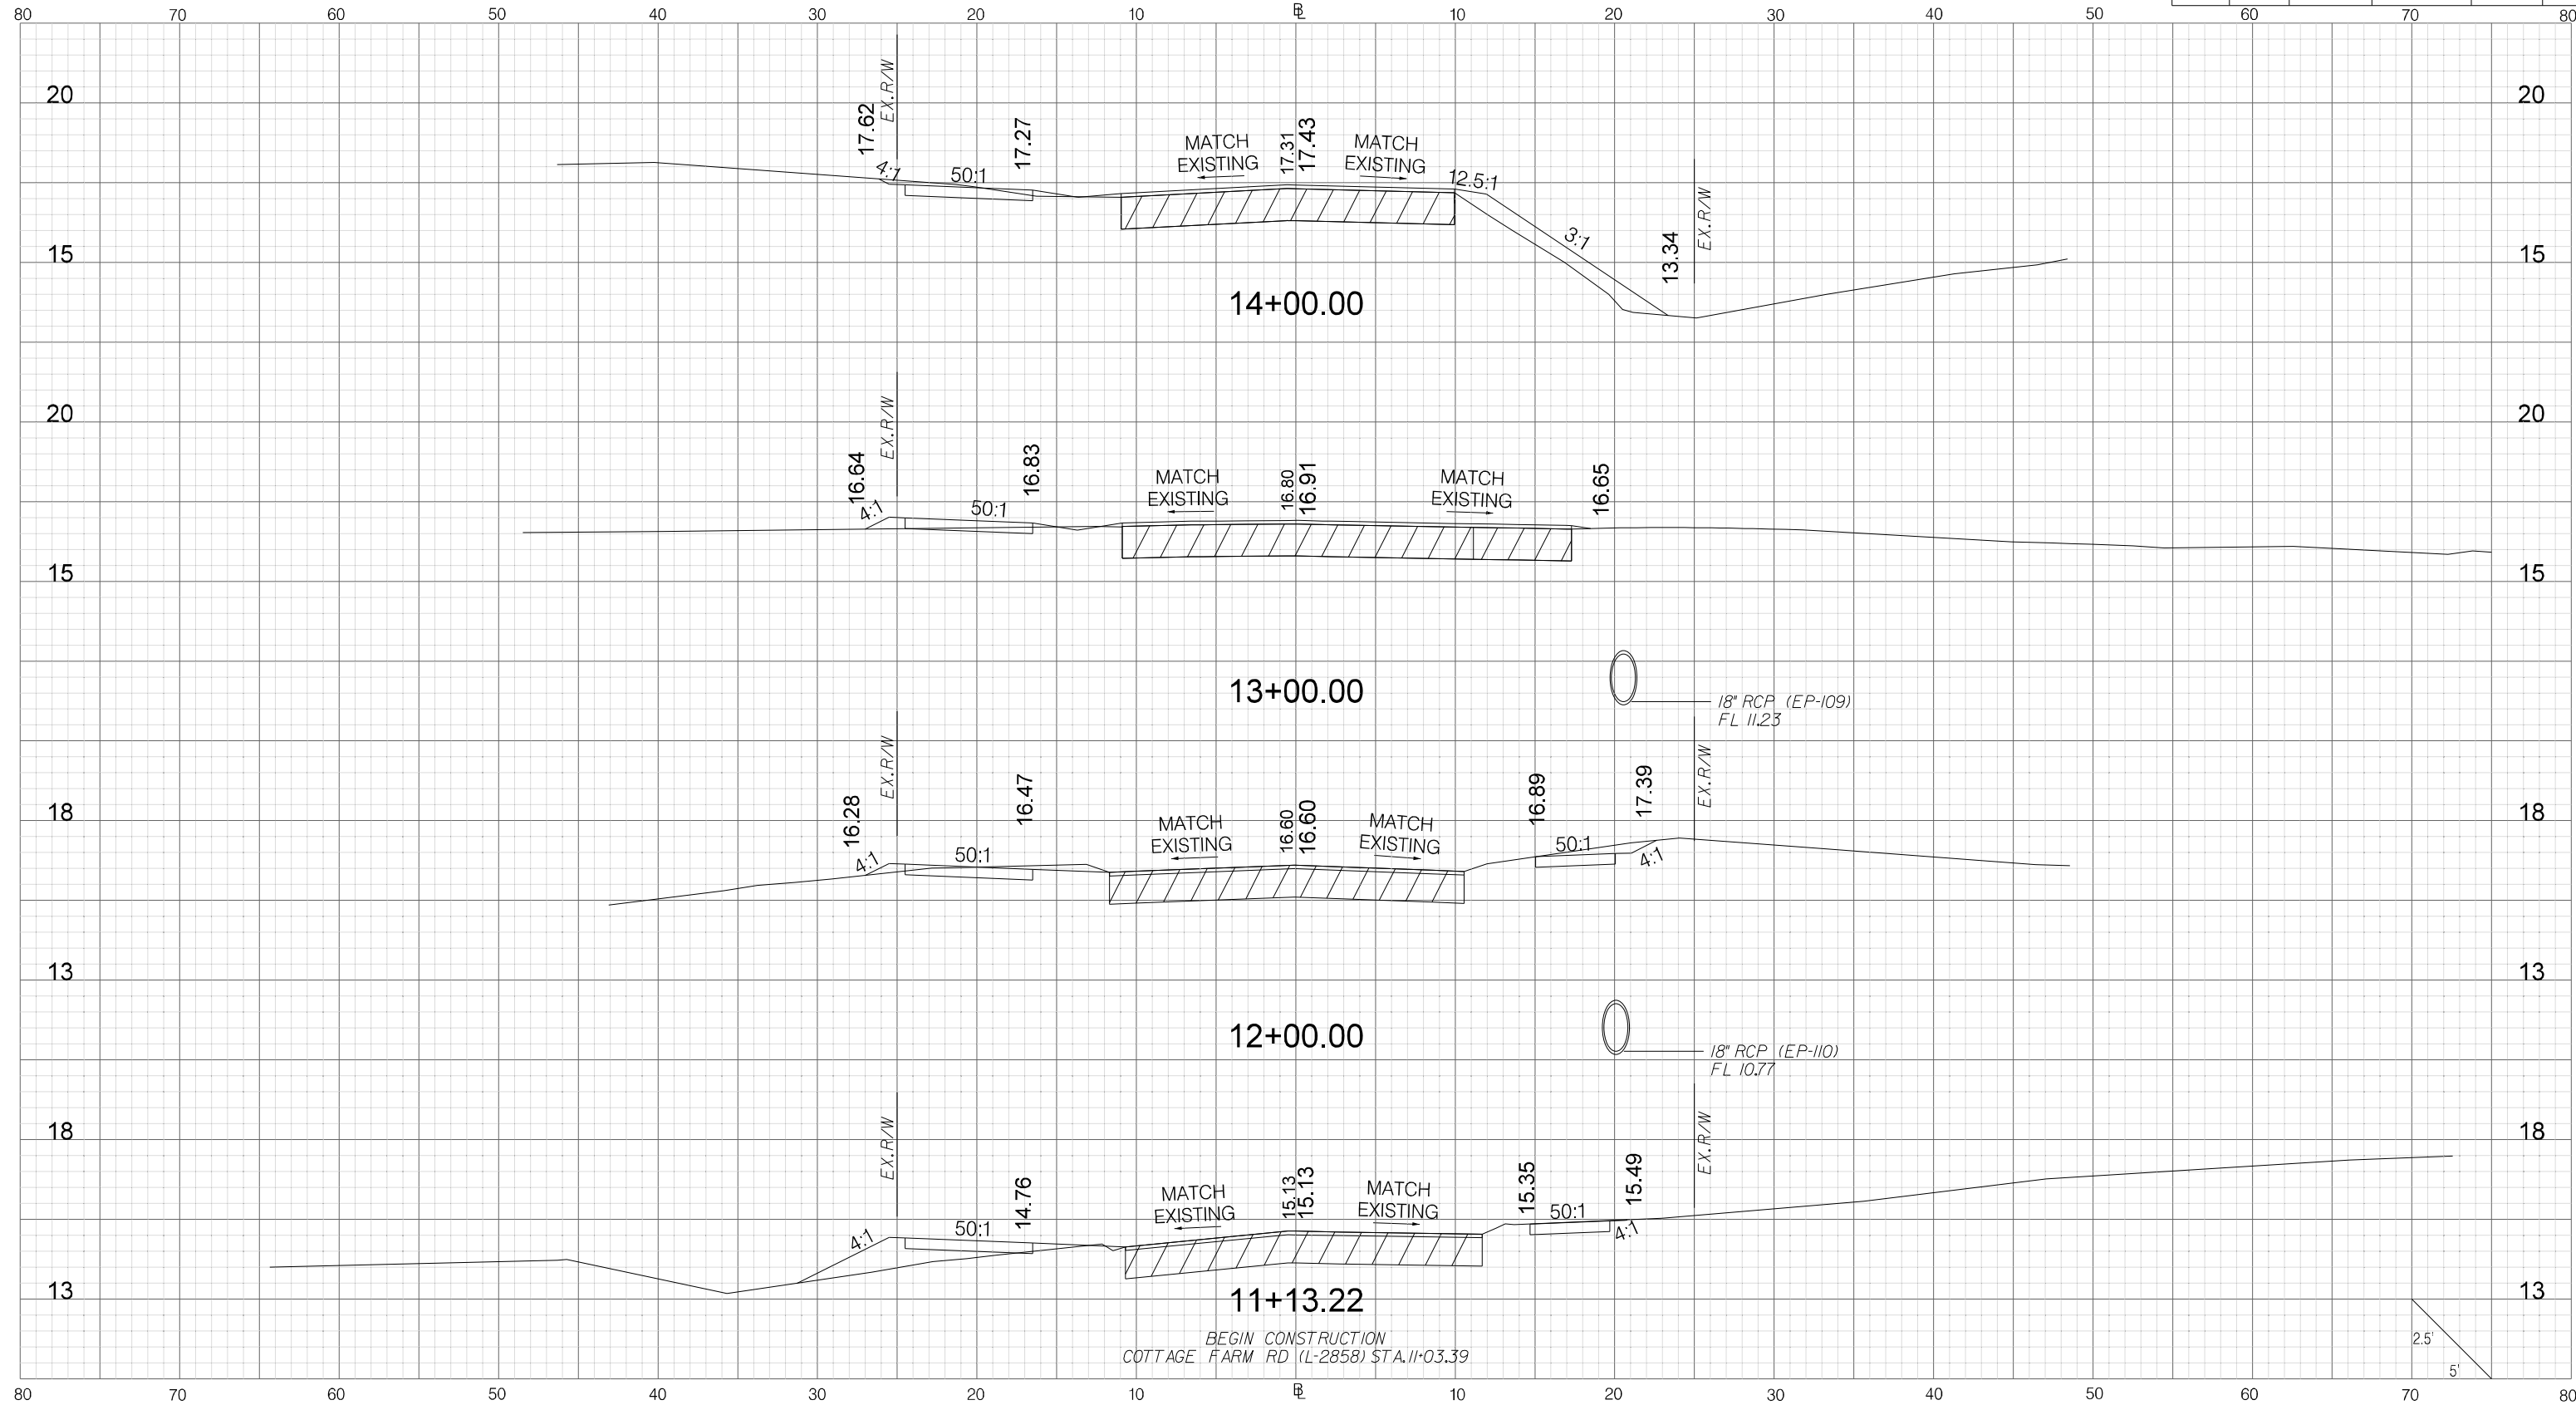 80 70 60 50 40 30 20 10 ℄ 10 20 30 40 50 60 70 80
EX.R/W
20 20
17.62 17.27 MATCH EXISTING 17.31 17.43 MATCH EXISTING
4:1 50:1 12.5:1
EX.R/W
3:1
13.34
15 15
14+00.00
EX.R/W
20 20
16.64 16.83 MATCH EXISTING 16.80 16.91 MATCH EXISTING 16.65
4:1 50:1
15 15
13+00.00
18" RCP (EP-109)
FL 11.23
EX.R/W EX.R/W
18 18
16.28 16.47 MATCH EXISTING 16.60 16.60 MATCH EXISTING 16.89 17.39
4:1 50:1 50:1 4:1
13 13
12+00.00
18" RCP (EP-110)
FL 10.77
EX.R/W EX.R/W
18 18
14.76 MATCH EXISTING 15.13 15.13 MATCH EXISTING 15.35 15.49
4:1 50:1 50:1 4:1
13 13
11+13.22
BEGIN CONSTRUCTION
COTTAGE FARM RD (L-2858) STA.11+03.39
2.5'
5'
80 70 60 50 40 30 20 10 ℄ 10 20 30 40 50 60 70 80